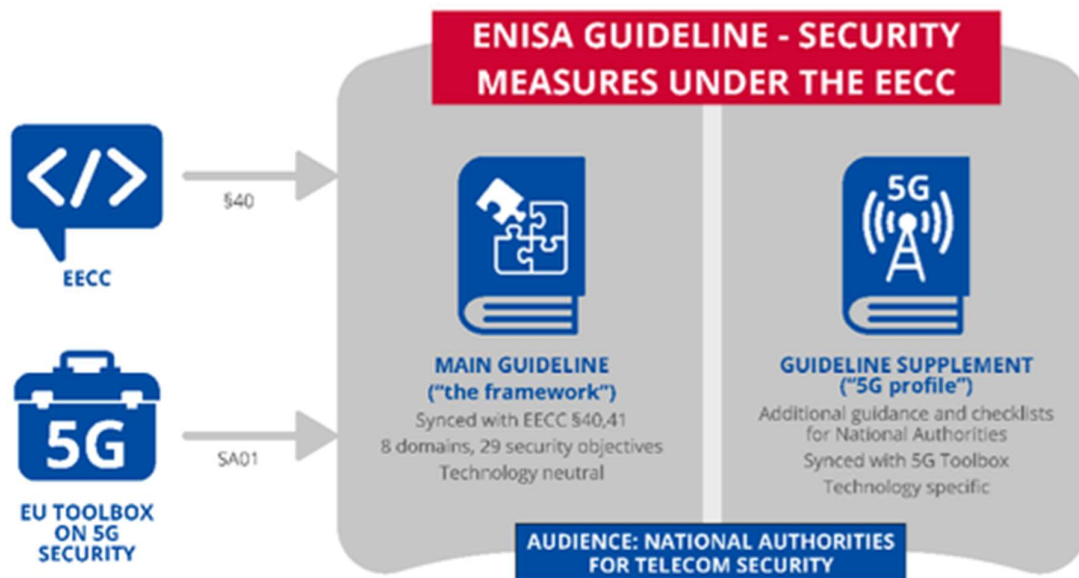 ENISA GUIDELINE - SECURITY
MEASURES UNDER THE EECC
</>
§40
EECC
5G
SA01
EU TOOLBOX
ON 5G
SECURITY
MAIN GUIDELINE
(“the framework”)
Synced with EECC §40,41
8 domains, 29 security objectives
Technology neutral
5G
GUIDELINE SUPPLEMENT
(“5G profile”)
Additional guidance and checklists
for National Authorities
Synced with 5G Toolbox
Technology specific
AUDIENCE: NATIONAL AUTHORITIES
FOR TELECOM SECURITY